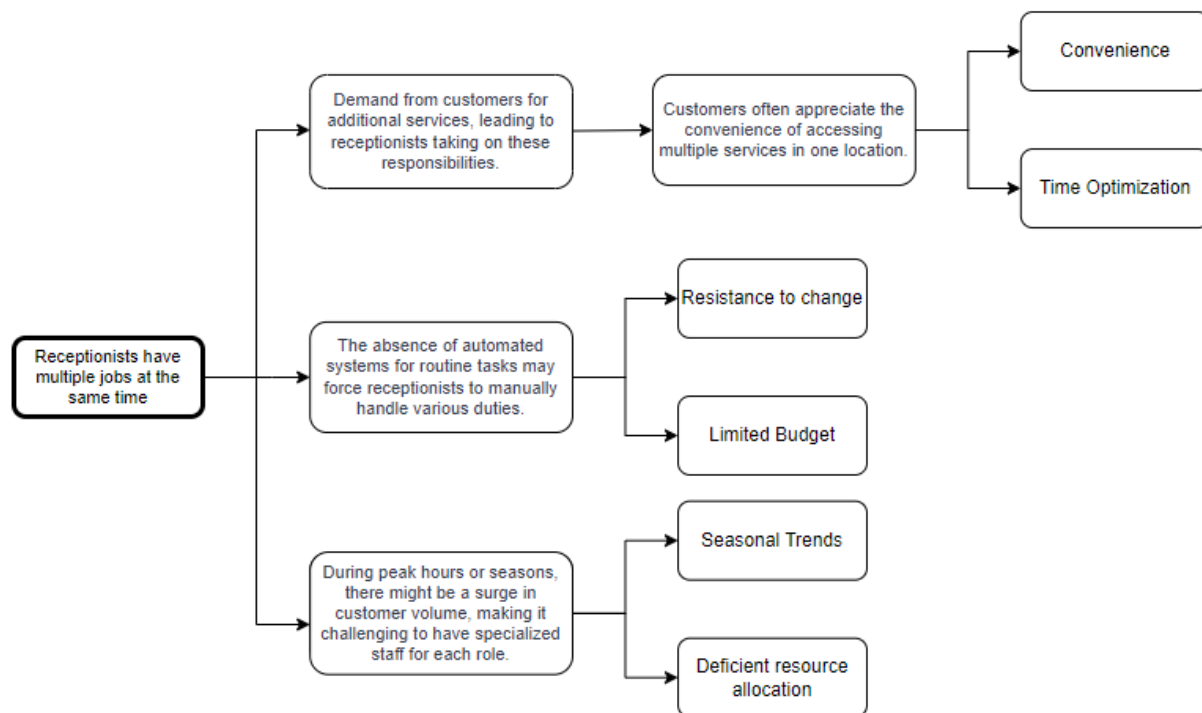 Receptionists have
multiple jobs at the
same time
Demand from customers for
additional services, leading to
receptionists taking on these
responsibilities.
Customers often appreciate the
convenience of accessing
multiple services in one location.
Convenience
Time Optimization
The absence of automated
systems for routine tasks may
force receptionists to manually
handle various duties.
Resistance to change
Limited Budget
During peak hours or seasons,
there might be a surge in
customer volume, making it
challenging to have specialized
staff for each role.
Seasonal Trends
Deficient resource
allocation